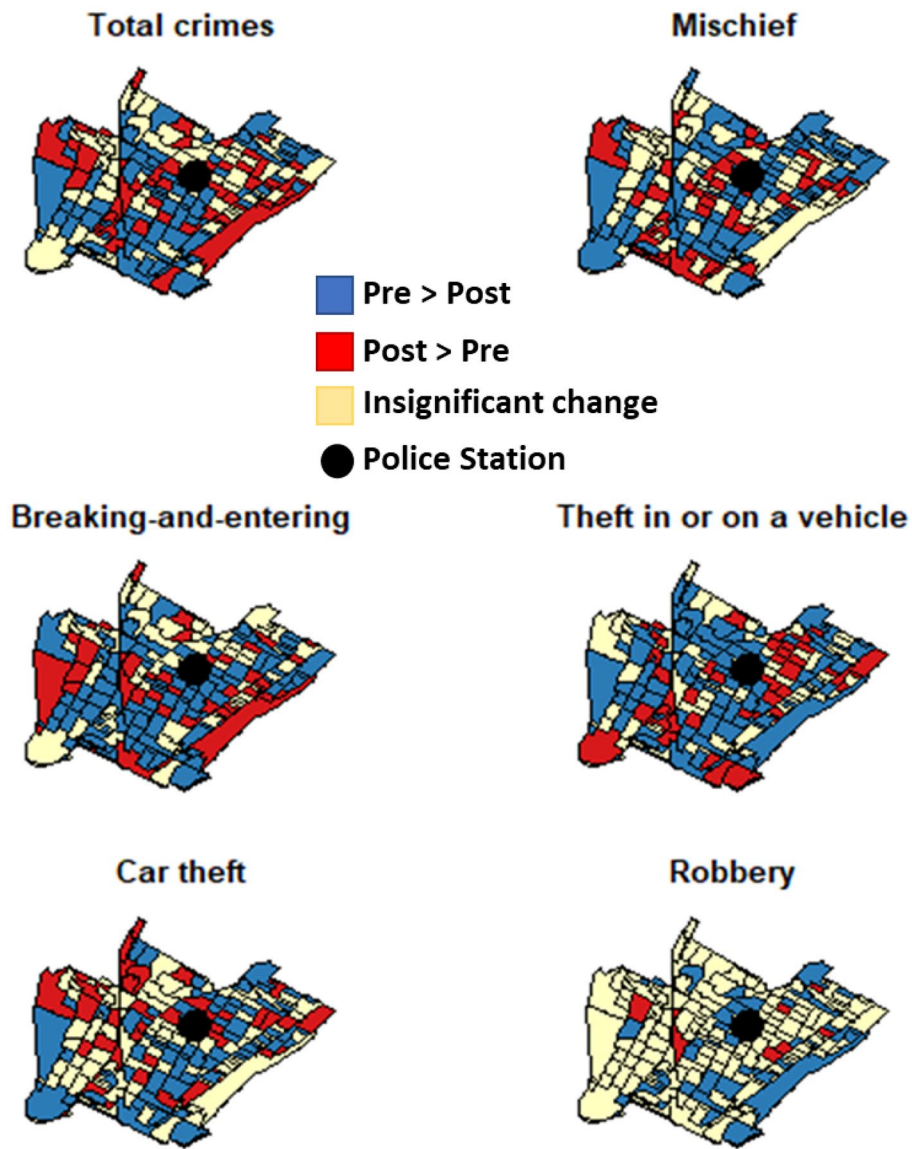 Total crimes
Mischief
Pre > Post
Post > Pre
Insignificant change
Police Station
Breaking-and-entering
Theft in or on a vehicle
Car theft
Robbery